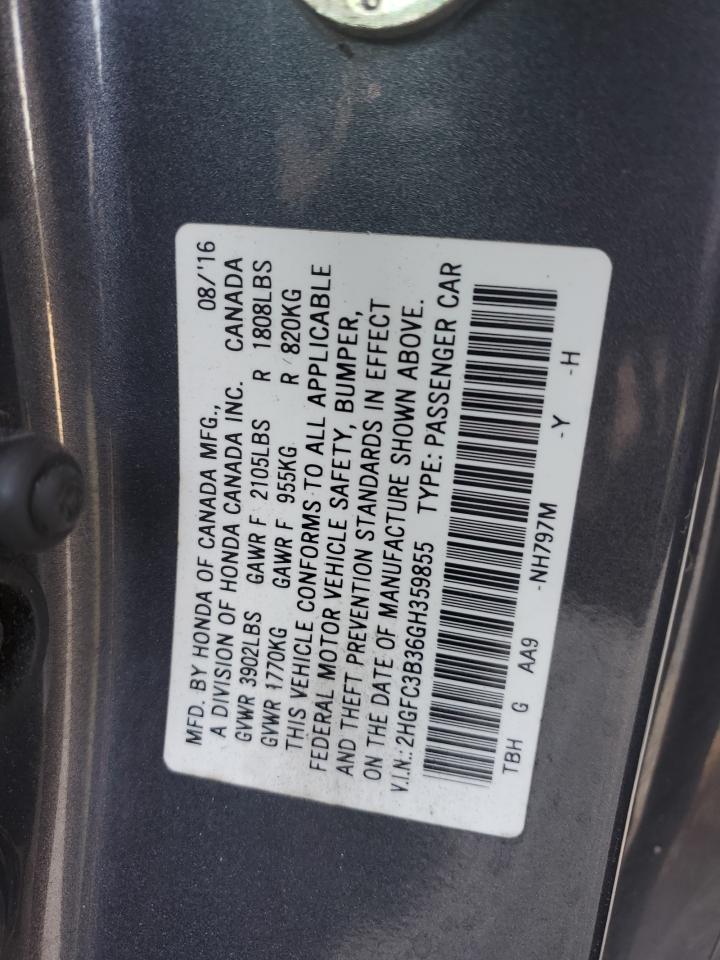 MFD. BY HONDA OF CANADA MFG., 08/'16
A DIVISION OF HONDA CANADA INC. CANADA
GVWR 3902LBS GAWR F 2105LBS R 1808LBS
GVWR 1770KG GAWR F 955KG R 820KG
THIS VEHICLE CONFORMS TO ALL APPLICABLE
FEDERAL MOTOR VEHICLE SAFETY, BUMPER,
AND THEFT PREVENTION STANDARDS IN EFFECT
ON THE DATE OF MANUFACTURE SHOWN ABOVE.
V.I.N.: 2HGFC3B36GH359855 TYPE: PASSENGER CAR
TBH G AA9 -NH797M -Y -H